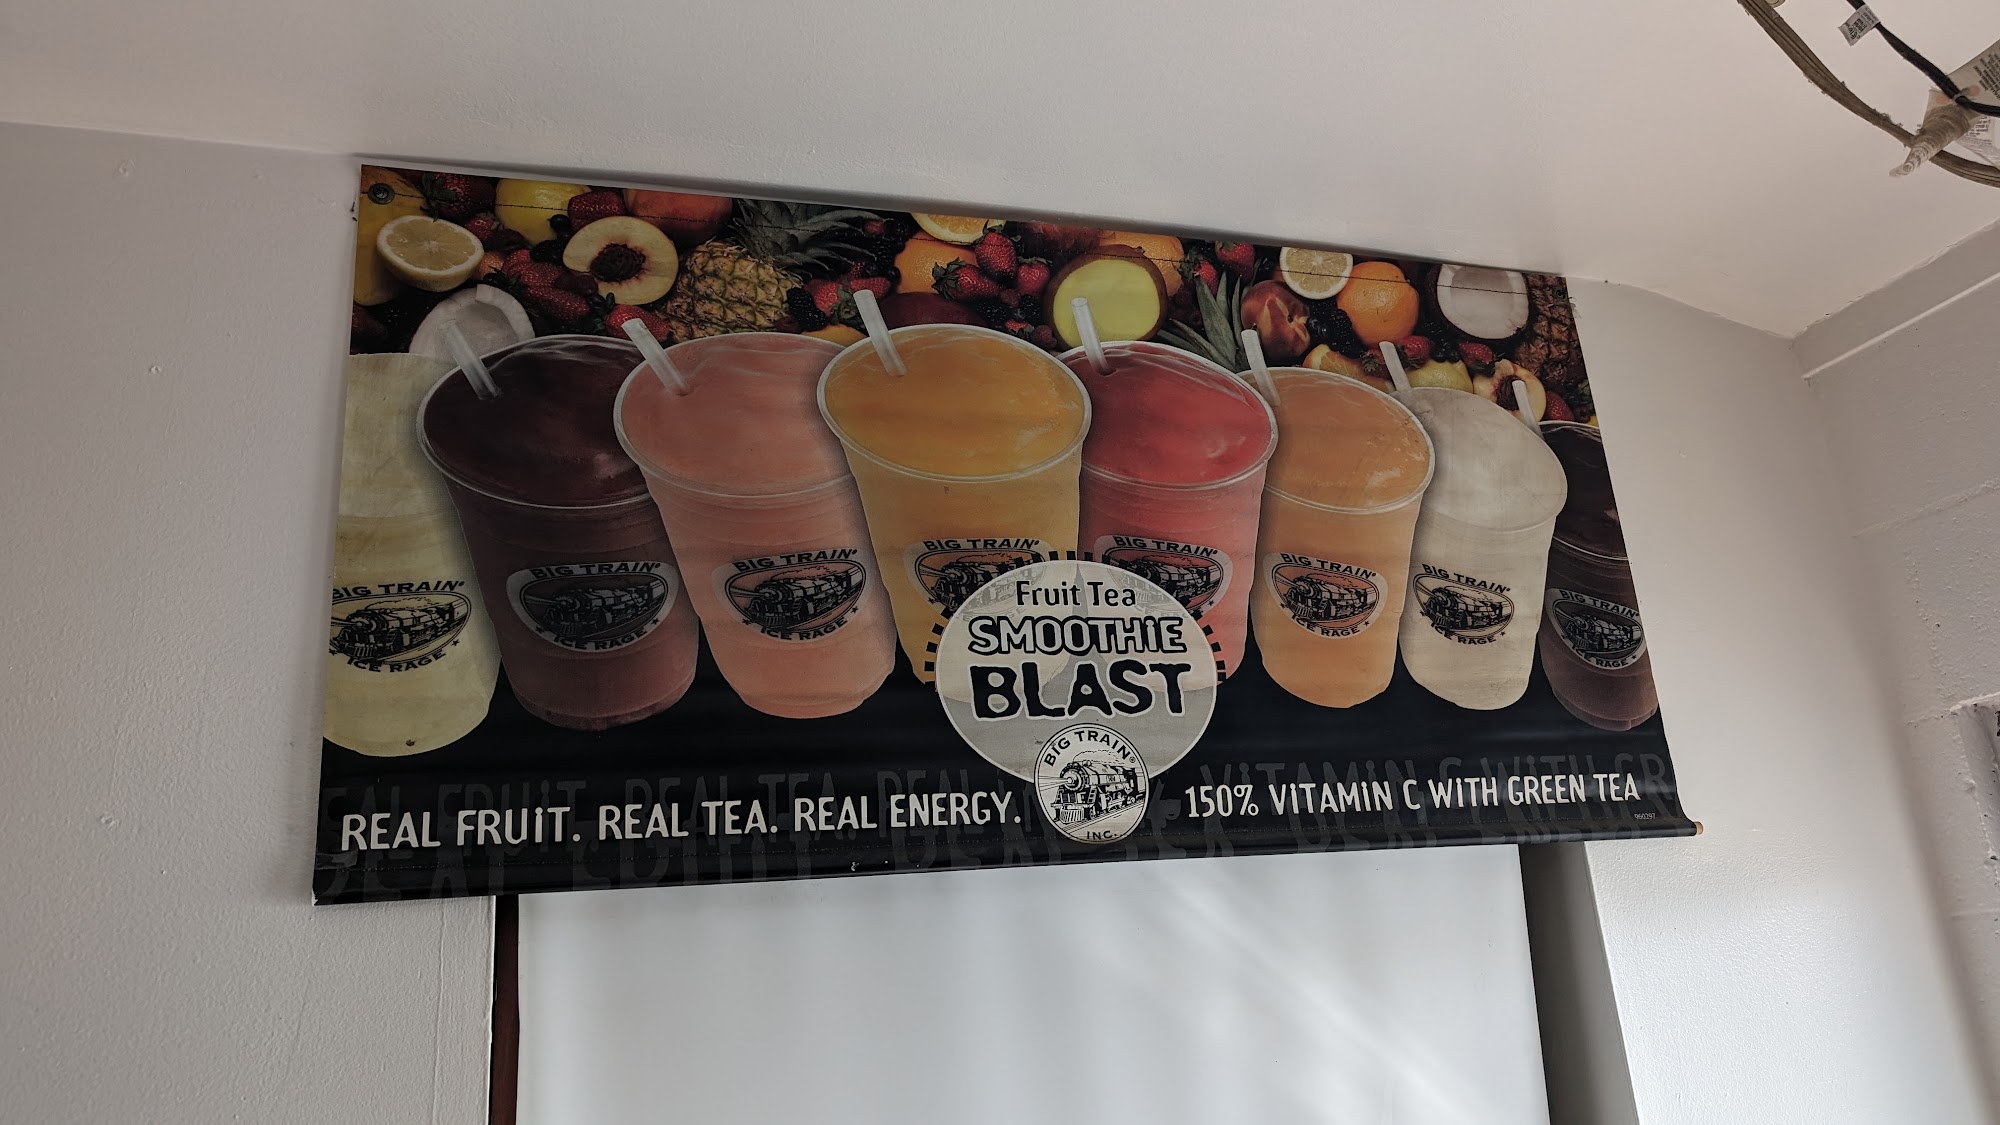 BIG TRAIN®
ICE RAGE
BIG TRAIN®
ICE RAGE
BIG TRAIN®
ICE RAGE
BIG TRAIN®
BIG TRAIN®
BIG TRAIN®
ICE RAGE
BIG TRAIN®
ICE RAGE
BIG TRAIN®
ICE RAGE
Fruit Tea
SMOOTHiE
BLAST
BIG TRAIN®
INC.
REAL FRUiT. REAL TEA. REAL ENERGY.
150% ViTAMiN C WiTH GREEN TEA
960297